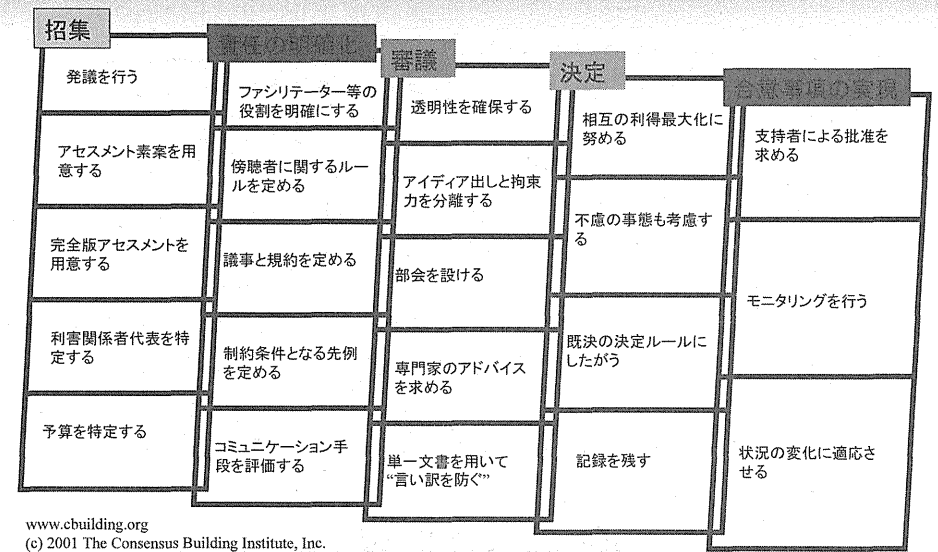 招集
発議を行う
アセスメント素案を用
意する
完全版アセスメントを
用意する
利害関係者代表を特
定する
予算を特定する
責任の明確化
ファシリテーター等の
役割を明確にする
傍聴者に関するルー
ルを定める
議事と規約を定める
制約条件となる先例
を定める
コミュニケーション手
段を評価する
審議
透明性を確保する
アイディア出しと拘束
力を分離する
部会を設ける
専門家のアドバイス
を求める
単一文書を用いて
“言い訳を防ぐ”
決定
相互の利得最大化に
努める
不慮の事態も考慮す
る
既決の決定ルールに
したがう
記録を残す
合意事項の実現
支持者による批准を
求める
モニタリングを行う
状況の変化に適応さ
せる
www.cbuilding.org
(c) 2001 The Consensus Building Institute, Inc.